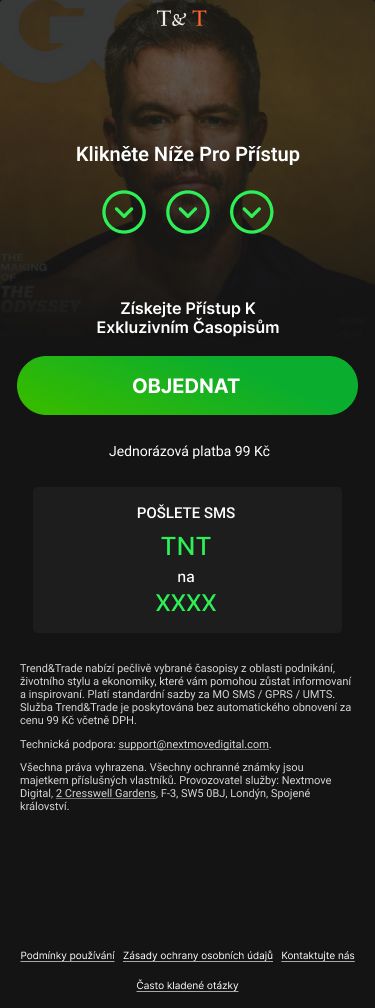 GQ
T& T
Klikněte Níže Pro Přístup
THE
MAKING
OF
THE
ODYSSEY
Získejte Přístup K
Exkluzivním Časopisům
OBJEDNAT
Jednorázová platba 99 Kč
POŠLETE SMS
TNT
na
XXXX
Trend&Trade nabízí pečlivě vybrané časopisy z oblasti podnikání,
životního stylu a ekonomiky, které vám pomohou zůstat informovaní
a inspirovaní. Platí standardní sazby za MO SMS / GPRS / UMTS.
Služba Trend&Trade je poskytována bez automatického obnovení za
cenu 99 Kč včetně DPH.
Technická podpora: support@nextmovedigital.com.
Všechna práva vyhrazena. Všechny ochranné známky jsou
majetkem příslušných vlastníků. Provozovatel služby: Nextmove
Digital, 2 Cresswell Gardens, F-3, SW5 0BJ, Londýn, Spojené
království.
Podmínky používání Zásady ochrany osobních údajů Kontaktujte nás
Často kladené otázky